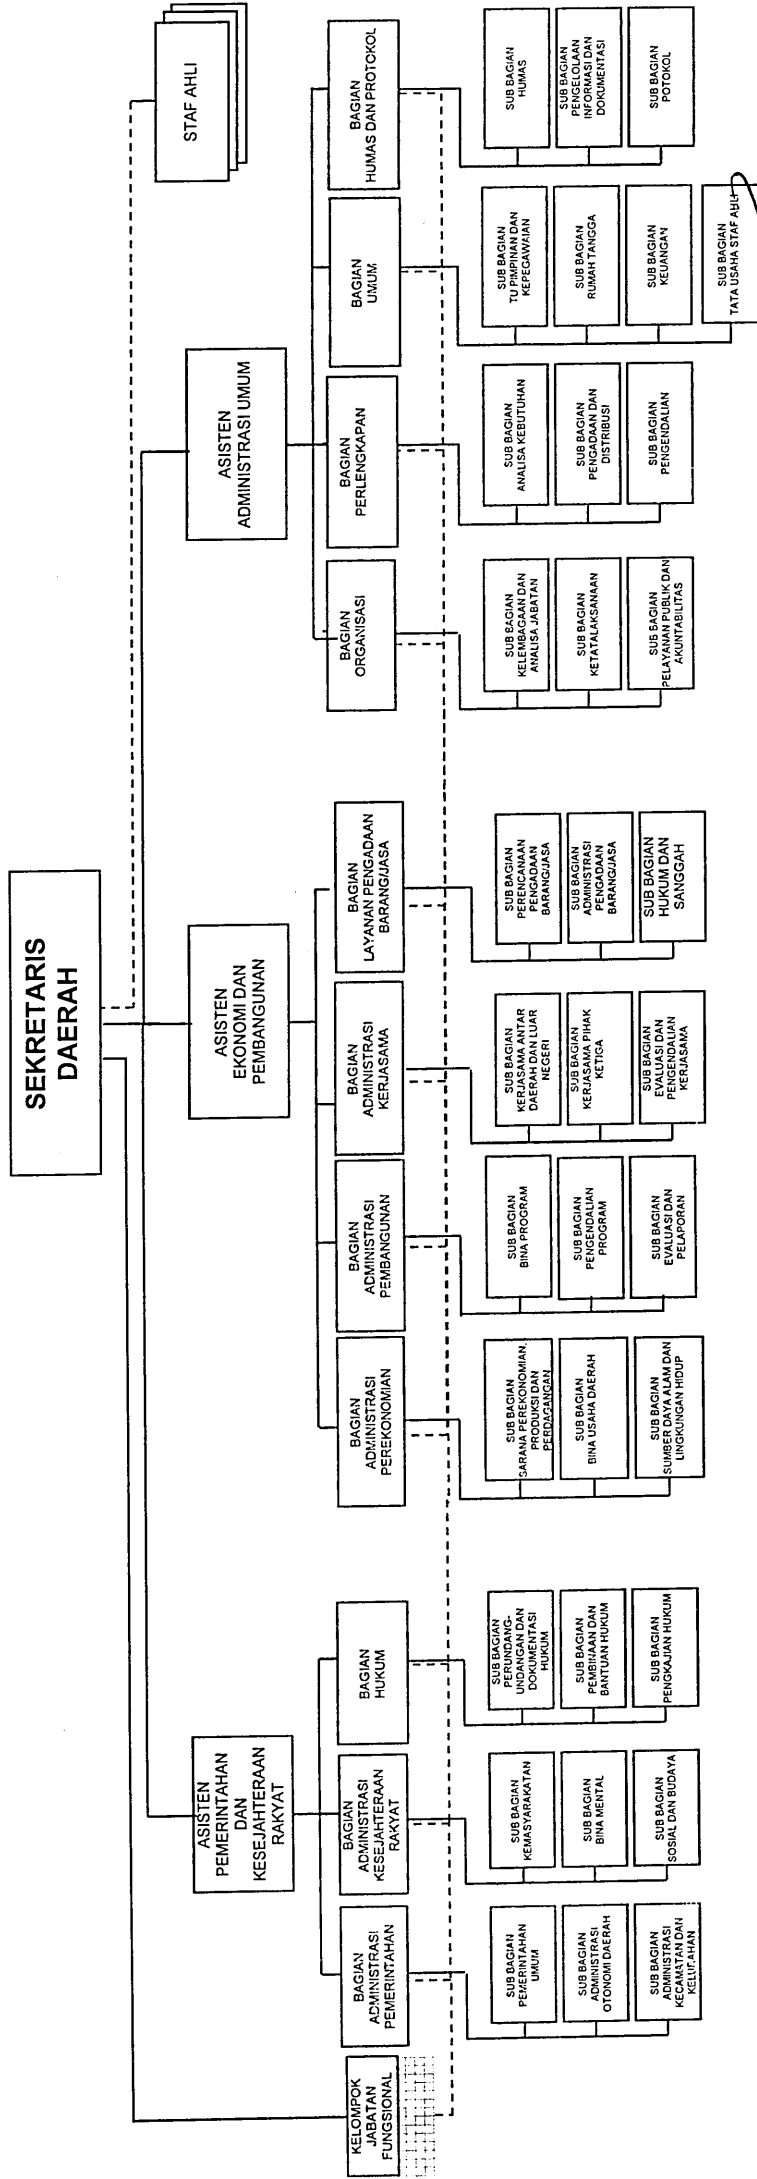 SEKRETARIS
DAERAH
STAF AHLI
ASISTEN
PEMERINTAHAN
DAN
KESEJAHTERAAN
RAKYAT
ASISTEN
EKONOMI DAN
PEMBANGUNAN
ASISTEN
ADMINISTRASI UMUM
KELOMPOK
JABATAN
FUNGSIONAL
BAGIAN
ADMINISTRASI
PEMERINTAHAN
BAGIAN
ADMINISTRASI
KESEJAHTERAAN
RAKYAT
BAGIAN
HUKUM
BAGIAN
ADMINISTRASI
PEREKONOMIAN
BAGIAN
ADMINISTRASI
PEMBANGUNAN
BAGIAN
ADMINISTRASI
KERJASAMA
BAGIAN
LAYANAN PENGADAAN
BARANG/JASA
BAGIAN
ORGANISASI
BAGIAN
PERLENGKAPAN
BAGIAN
UMUM
BAGIAN
HUMAS DAN PROTOKOL
SUB BAGIAN
PEMERINTAHAN
UMUM
SUB BAGIAN
ADMINISTRASI
OTONOMI DAERAH
SUB BAGIAN
ADMINISTRASI
KECAMATAN DAN
KELURAHAN
SUB BAGIAN
KEMASYARAKATAN
SUB BAGIAN
BINA MENTAL
SUB BAGIAN
SOSIAL DAN BUDAYA
SUB BAGIAN
PERUNDANG-
UNDANGAN DAN
DOKUMENTASI
HUKUM
SUB BAGIAN
PEMBINAAN DAN
BANTUAN HUKUM
SUB BAGIAN
PENGKAJIAN HUKUM
SUB BAGIAN
SARANA PEREKONOMIAN,
PRODUKSI DAN
PERDAGANGAN
SUB BAGIAN
BINA USAHA DAERAH
SUB BAGIAN
SUMBER DAYA ALAM DAN
LINGKUNGAN HIDUP
SUB BAGIAN
BINA PROGRAM
SUB BAGIAN
PENGENDALIAN
PROGRAM
SUB BAGIAN
EVALUASI DAN
PELAPORAN
SUB BAGIAN
KERJASAMA ANTAR
DAERAH DAN LUAR
NEGERI
SUB BAGIAN
KERJASAMA PIHAK
KETIGA
SUB BAGIAN
EVALUASI DAN
PENGENDALIAN
KERJASAMA
SUB BAGIAN
PERENCANAAN
PENGADAAN
BARANG/JASA
SUB BAGIAN
ADMINISTRASI
PENGADAAN
BARANG/JASA
SUB BAGIAN
HUKUM DAN
SANGGAH
SUB BAGIAN
KELEMBAGAAN DAN
ANALISA JABATAN
SUB BAGIAN
KETATALAKSANAAN
SUB BAGIAN
PELAYANAN PUBLIK DAN
AKUNTABILITAS
SUB BAGIAN
ANALISA KEBUTUHAN
SUB BAGIAN
PENGADAAN DAN
DISTRIBUSI
SUB BAGIAN
PENGENDALIAN
SUB BAGIAN
TU PIMPINAN DAN
KEPEGAWAIAN
SUB BAGIAN
RUMAH TANGGA
SUB BAGIAN
KEUANGAN
SUB BAGIAN
TATA USAHA STAF AHLI
SUB BAGIAN
HUMAS
SUB BAGIAN
PENGELOLAAN
INFORMASI DAN
DOKUMENTASI
SUB BAGIAN
POTOKOL